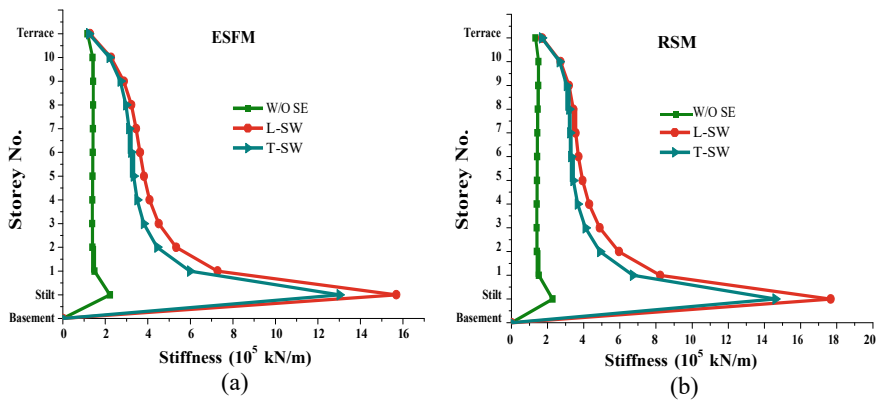 ESFM
Terrace
10
9
8
7
6
5
4
3
2
1
Stilt
Basement
Storey No.
W/O SE
L-SW
T-SW
0 2 4 6 8 10 12 14 16
Stiffness (10⁵ kN/m)
(a)
RSM
Terrace
10
9
8
7
6
5
4
3
2
1
Stilt
Basement
Storey No.
W/O SE
L-SW
T-SW
0 2 4 6 8 10 12 14 16 18 20
Stiffness (10⁵ kN/m)
(b)